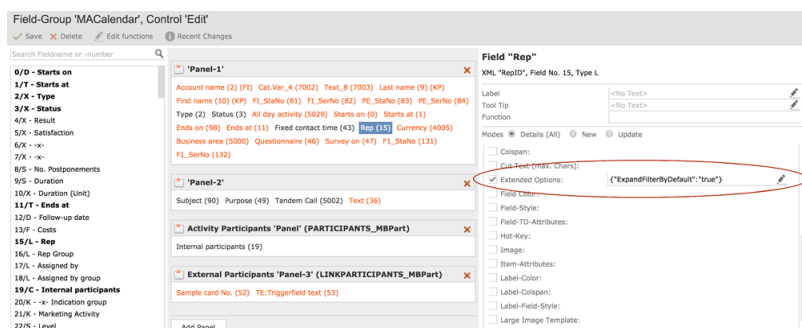 Field-Group 'MACalendar', Control 'Edit'
Save Delete Edit functions Recent Changes
Search Fieldname or -number
0/D - Starts on
1/T - Starts at
2/X - Type
3/X - Status
4/X - Result
5/X - Satisfaction
6/X - -x-
7/X - -x-
8/S - No. Postponements
9/S - Duration
10/X - Duration (Unit)
11/T - Ends at
12/D - Follow-up date
13/F - Costs
15/L - Rep
16/L - Rep Group
17/L - Assigned by
18/L - Assigned by group
19/C - Internal participants
20/K - -x- Indication group
21/K - Marketing Activity
22/S - Level
'Panel-1'
Account name (2) (FI) Cat.Var_4 (7002) Text_8 (7003) Last name (9) (KP)
First name (10) (KP) FI_StaNo (81) FI_SerNo (82) PE_StaNo (83) PE_SerNo (84)
Type (2) Status (3) All day activity (5029) Starts on (0) Starts at (1)
Ends on (98) Ends at (11) Fixed contact time (43) Rep (15) Currency (4005)
Business area (5000) Questionnaire (46) Survey on (47) F1_StaNo (131)
F1_SerNo (132)
'Panel-2'
Subject (90) Purpose (49) Tandem Call (5002) Text (36)
Activity Participants 'Panel' (PARTICIPANTS_MBPart)
Internal participants (19)
External Participants 'Panel-3' (LINKPARTICIPANTS_MBPart)
Sample card No. (52) TE:Triggerfield text (53)
Add Panel
Field "Rep"
XML "RepID", Field No. 15, Type L
Label <No Text>
Tool Tip <No Text>
Function
Modes Details (All) New Update
Colspan:
Cut Text (max. Chars):
Extended Options: {"ExpandFilterByDefault":"true"}
Field Color:
Field-Style:
Field-TD-Attributes:
Hot-Key:
Image:
Item-Attributes:
Label-Color:
Label-Colspan:
Label-Field-Style:
Large Image Template: